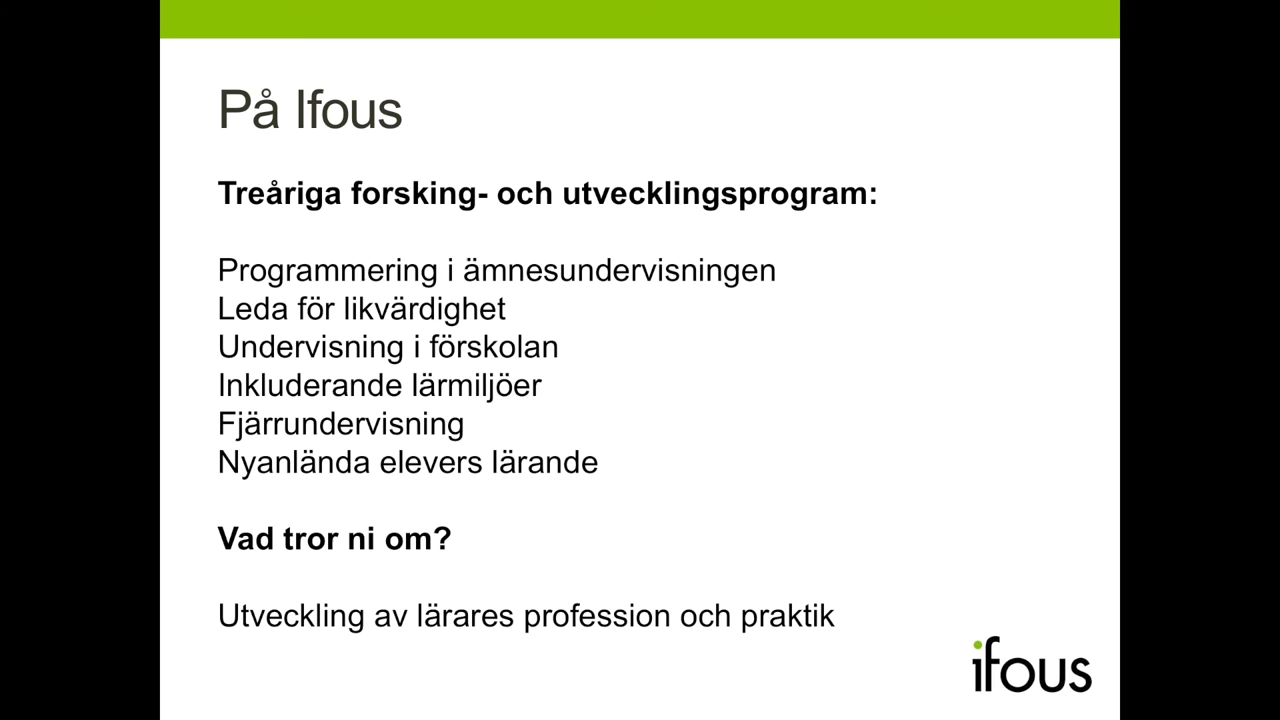 På Ifous
Treåriga forsking- och utvecklingsprogram:
Programmering i ämnesundervisningen
Leda för likvärdighet
Undervisning i förskolan
Inkluderande lärmiljöer
Fjärrundervisning
Nyanlända elevers lärande
Vad tror ni om?
Utveckling av lärares profession och praktik
ifous